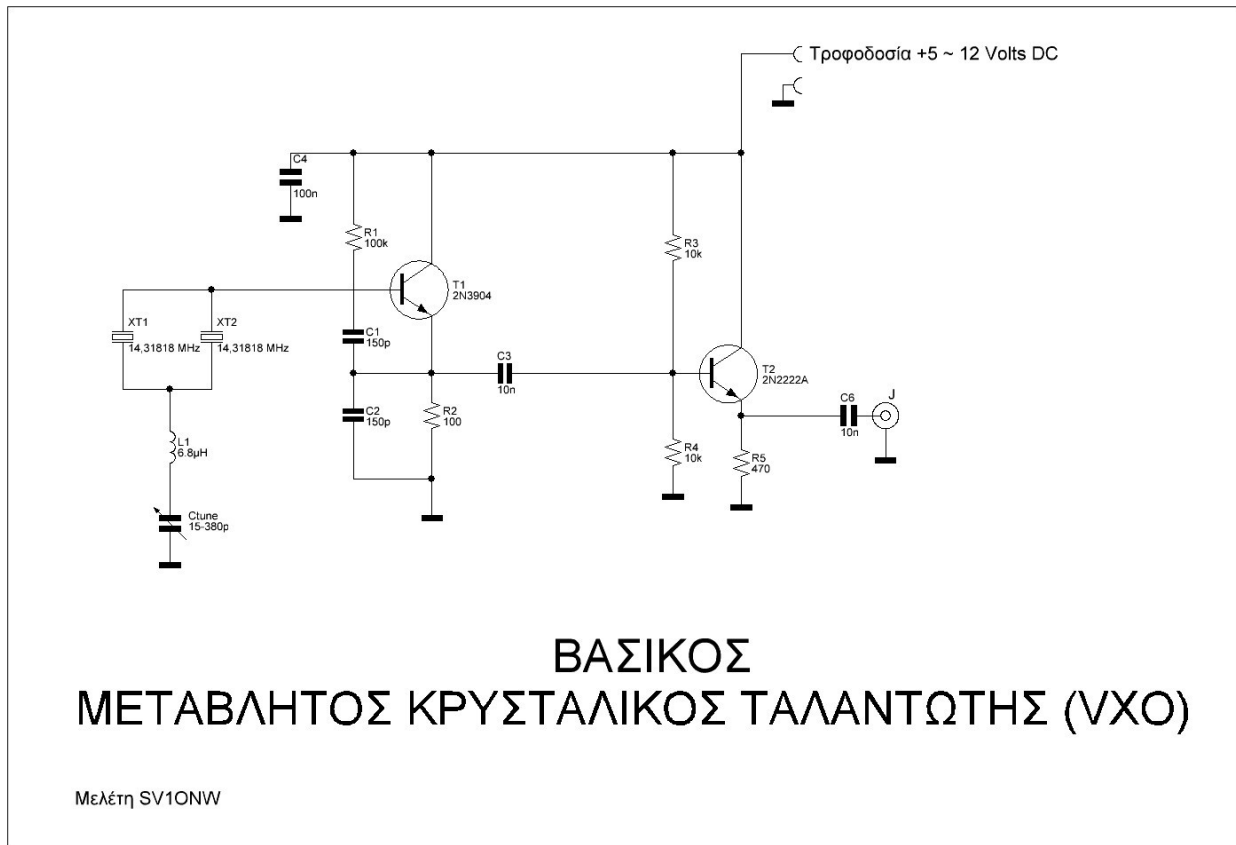 Τροφοδοσία +5 ~ 12 Volts DC
C4
100n
R1
100k
R3
10k
T1
2N3904
XT1
14,31818 MHz
XT2
14,31818 MHz
C1
150p
C3
10n
T2
2N2222A
C2
150p
R2
100
C6
10n
J
L1
6.8µH
R4
10k
R5
470
Ctune
15-380p
ΒΑΣΙΚΟΣ
ΜΕΤΑΒΛΗΤΟΣ ΚΡΥΣΤΑΛΙΚΟΣ ΤΑΛΑΝΤΩΤΗΣ (VXO)
Μελέτη SV1ONW